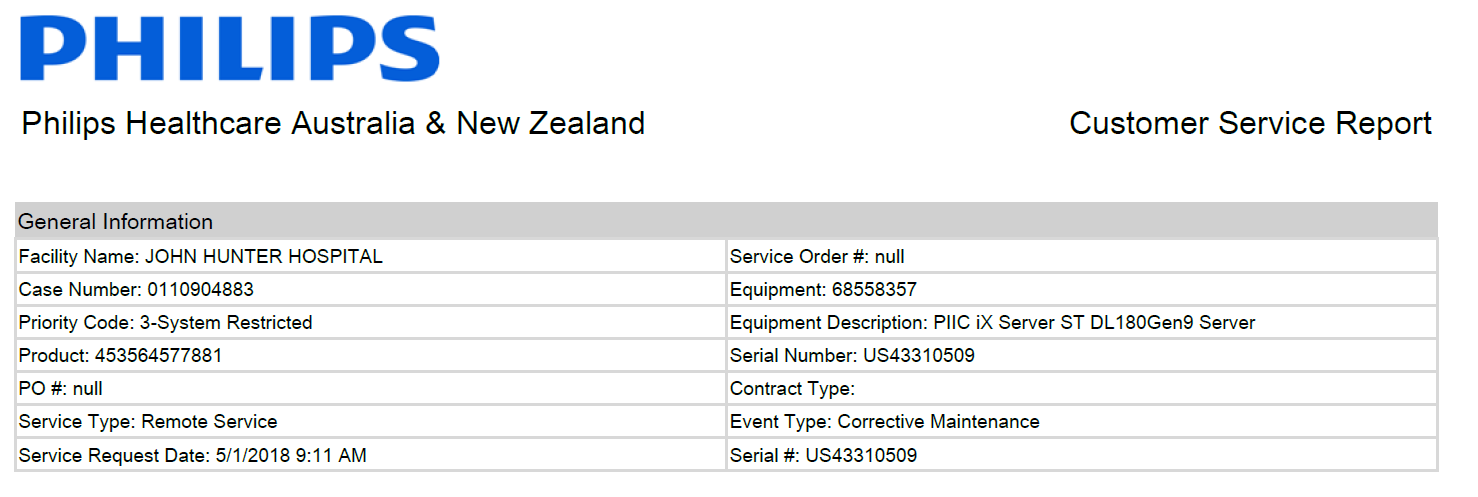 PHILIPS
Philips Healthcare Australia & New Zealand
Customer Service Report
General Information
Facility Name: JOHN HUNTER HOSPITAL
Service Order #: null
Case Number: 0110904883
Equipment: 68558357
Priority Code: 3-System Restricted
Equipment Description: PIIC iX Server ST DL180Gen9 Server
Product: 453564577881
Serial Number: US43310509
PO #: null
Contract Type:
Service Type: Remote Service
Event Type: Corrective Maintenance
Service Request Date: 5/1/2018 9:11 AM
Serial #: US43310509